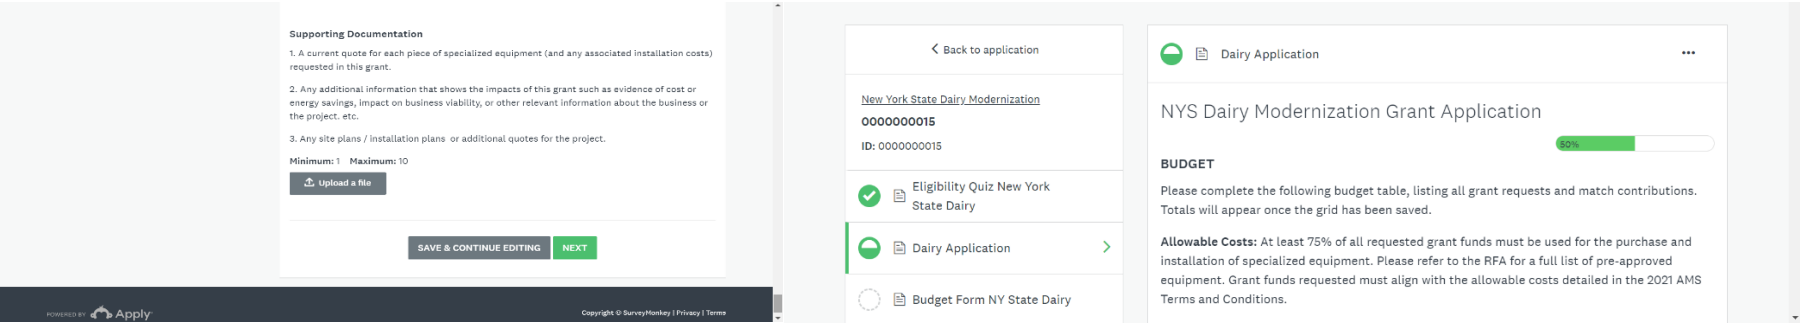 Supporting Documentation
1. A current quote for each piece of specialized equipment (and any associated installation costs)
requested in this grant.
2. Any additional information that shows the impacts of this grant such as evidence of cost or
energy savings, impact on business viability, or other relevant information about the business or
the project. etc.
3. Any site plans / installation plans or additional quotes for the project.
Minimum: 1 Maximum: 10
Upload a file
SAVE & CONTINUE EDITING NEXT
POWERED BY Apply
Copyright © SurveyMonkey | Privacy | Terms
Back to application
New York State Dairy Modernization
0000000015
ID: 0000000015
Eligibility Quiz New York
State Dairy
Dairy Application
Budget Form NY State Dairy
Dairy Application
NYS Dairy Modernization Grant Application
50%
BUDGET
Please complete the following budget table, listing all grant requests and match contributions.
Totals will appear once the grid has been saved.
Allowable Costs: At least 75% of all requested grant funds must be used for the purchase and
installation of specialized equipment. Please refer to the RFA for a full list of pre-approved
equipment. Grant funds requested must align with the allowable costs detailed in the 2021 AMS
Terms and Conditions.